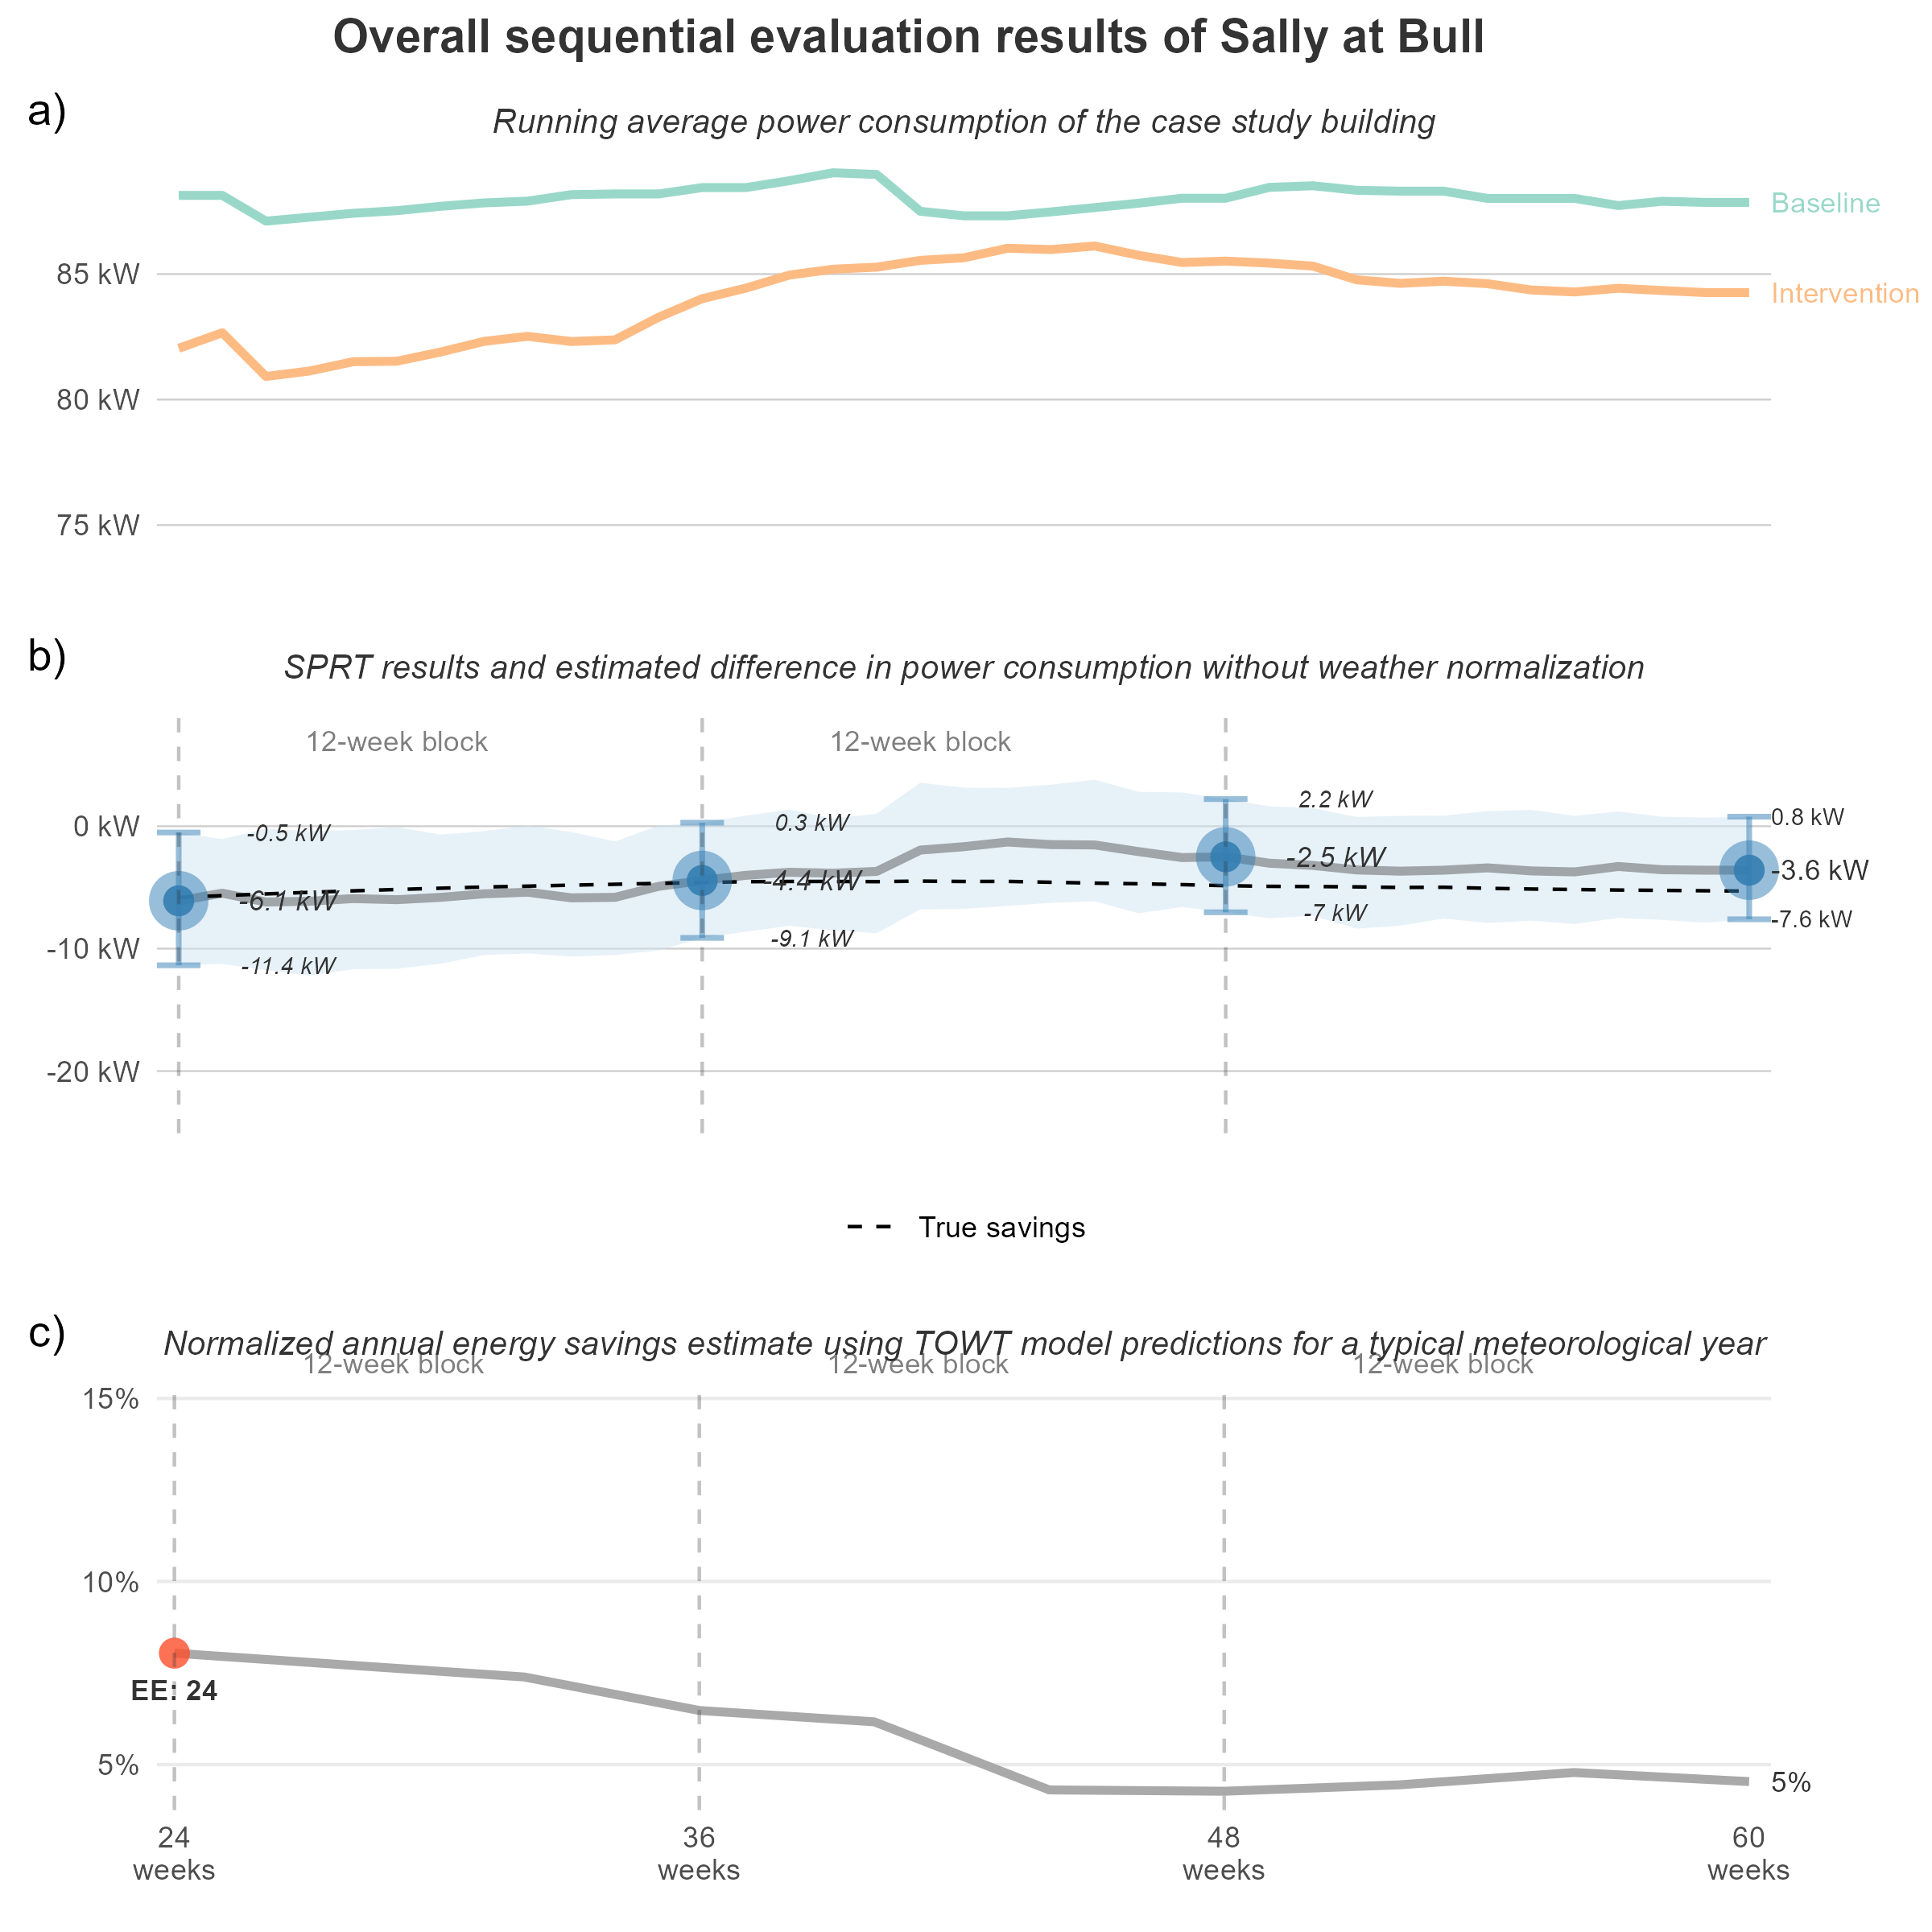 Overall sequential evaluation results of Sally at Bull
a)
Running average power consumption of the case study building
Baseline
85 kW
Intervention
80 kW
75 kW
b)
SPRT results and estimated difference in power consumption without weather normalization
12-week block
12-week block
2.2 kW
0 kW
-0.5 kW
0.3 kW
0.8 kW
-6.1 kW
-4.4 kW
-2.5 kW
-3.6 kW
-7 kW
-7.6 kW
-10 kW
-9.1 kW
-11.4 kW
-20 kW
True savings
c)
Normalized annual energy savings estimate using TOWT model predictions for a typical meteorological year
12-week block
12-week block
12-week block
15%
10%
EE: 24
5%
5%
24 weeks
36 weeks
48 weeks
60 weeks